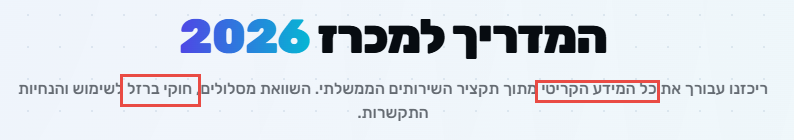 המדריך למכרז 2026
ריכזנו עבורך את כל המידע הקריטי מתוך תקציר השירותים הממשלתי. השוואת מסלולים, חוקי ברזל לשימוש והנחיות
התקשרות.